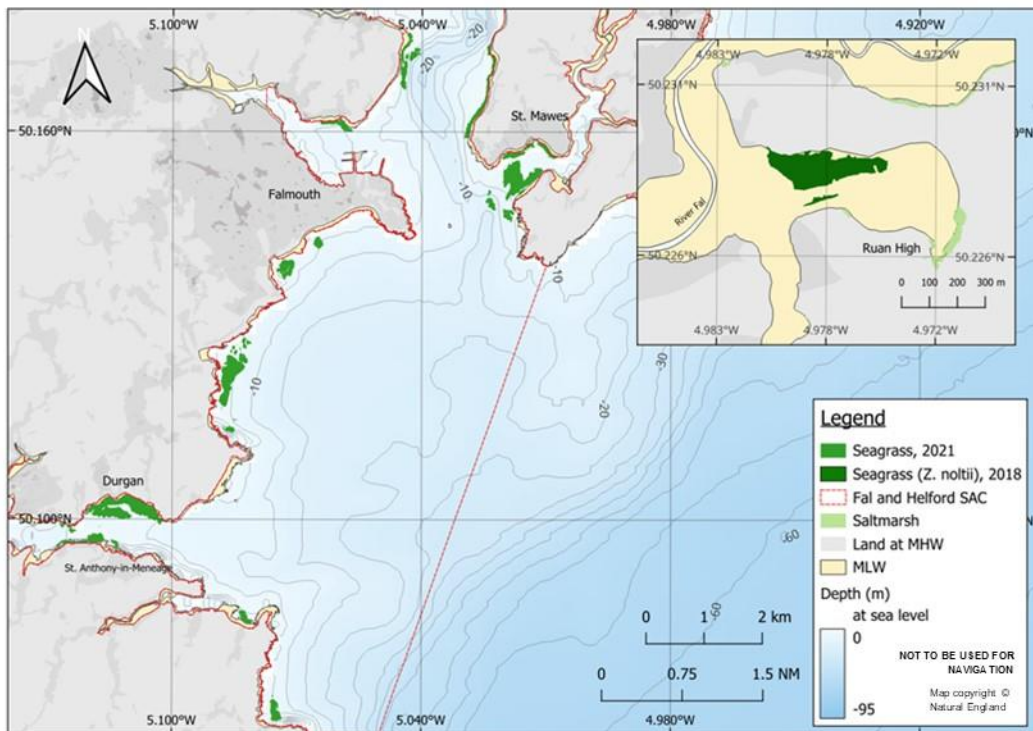 5.100°W 5.040°W 4.980°W 4.920°W
N
-20
-20
50.160°N
St. Mawes
Falmouth
-10
-10
-10
-30
-20
Durgan
50.100°N
-60
St. Anthony-in-Meneage
-60
0 1 2 km
0 0.75 1.5 NM
5.100°W 5.040°W 4.980°W 4.920°W
4.983°W 4.978°W 4.972°W
50.231°N 50.231°N
River Fal
Ruan High
50.226°N 50.226°N
0 100 200 300 m
4.983°W 4.978°W 4.972°W
Legend
Seagrass, 2021
Seagrass (Z. noltii), 2018
Fal and Helford SAC
Saltmarsh
Land at MHW
MLW
Depth (m)
at sea level
0
-95
NOT TO BE USED FOR
NAVIGATION
Map copyright ©
Natural England